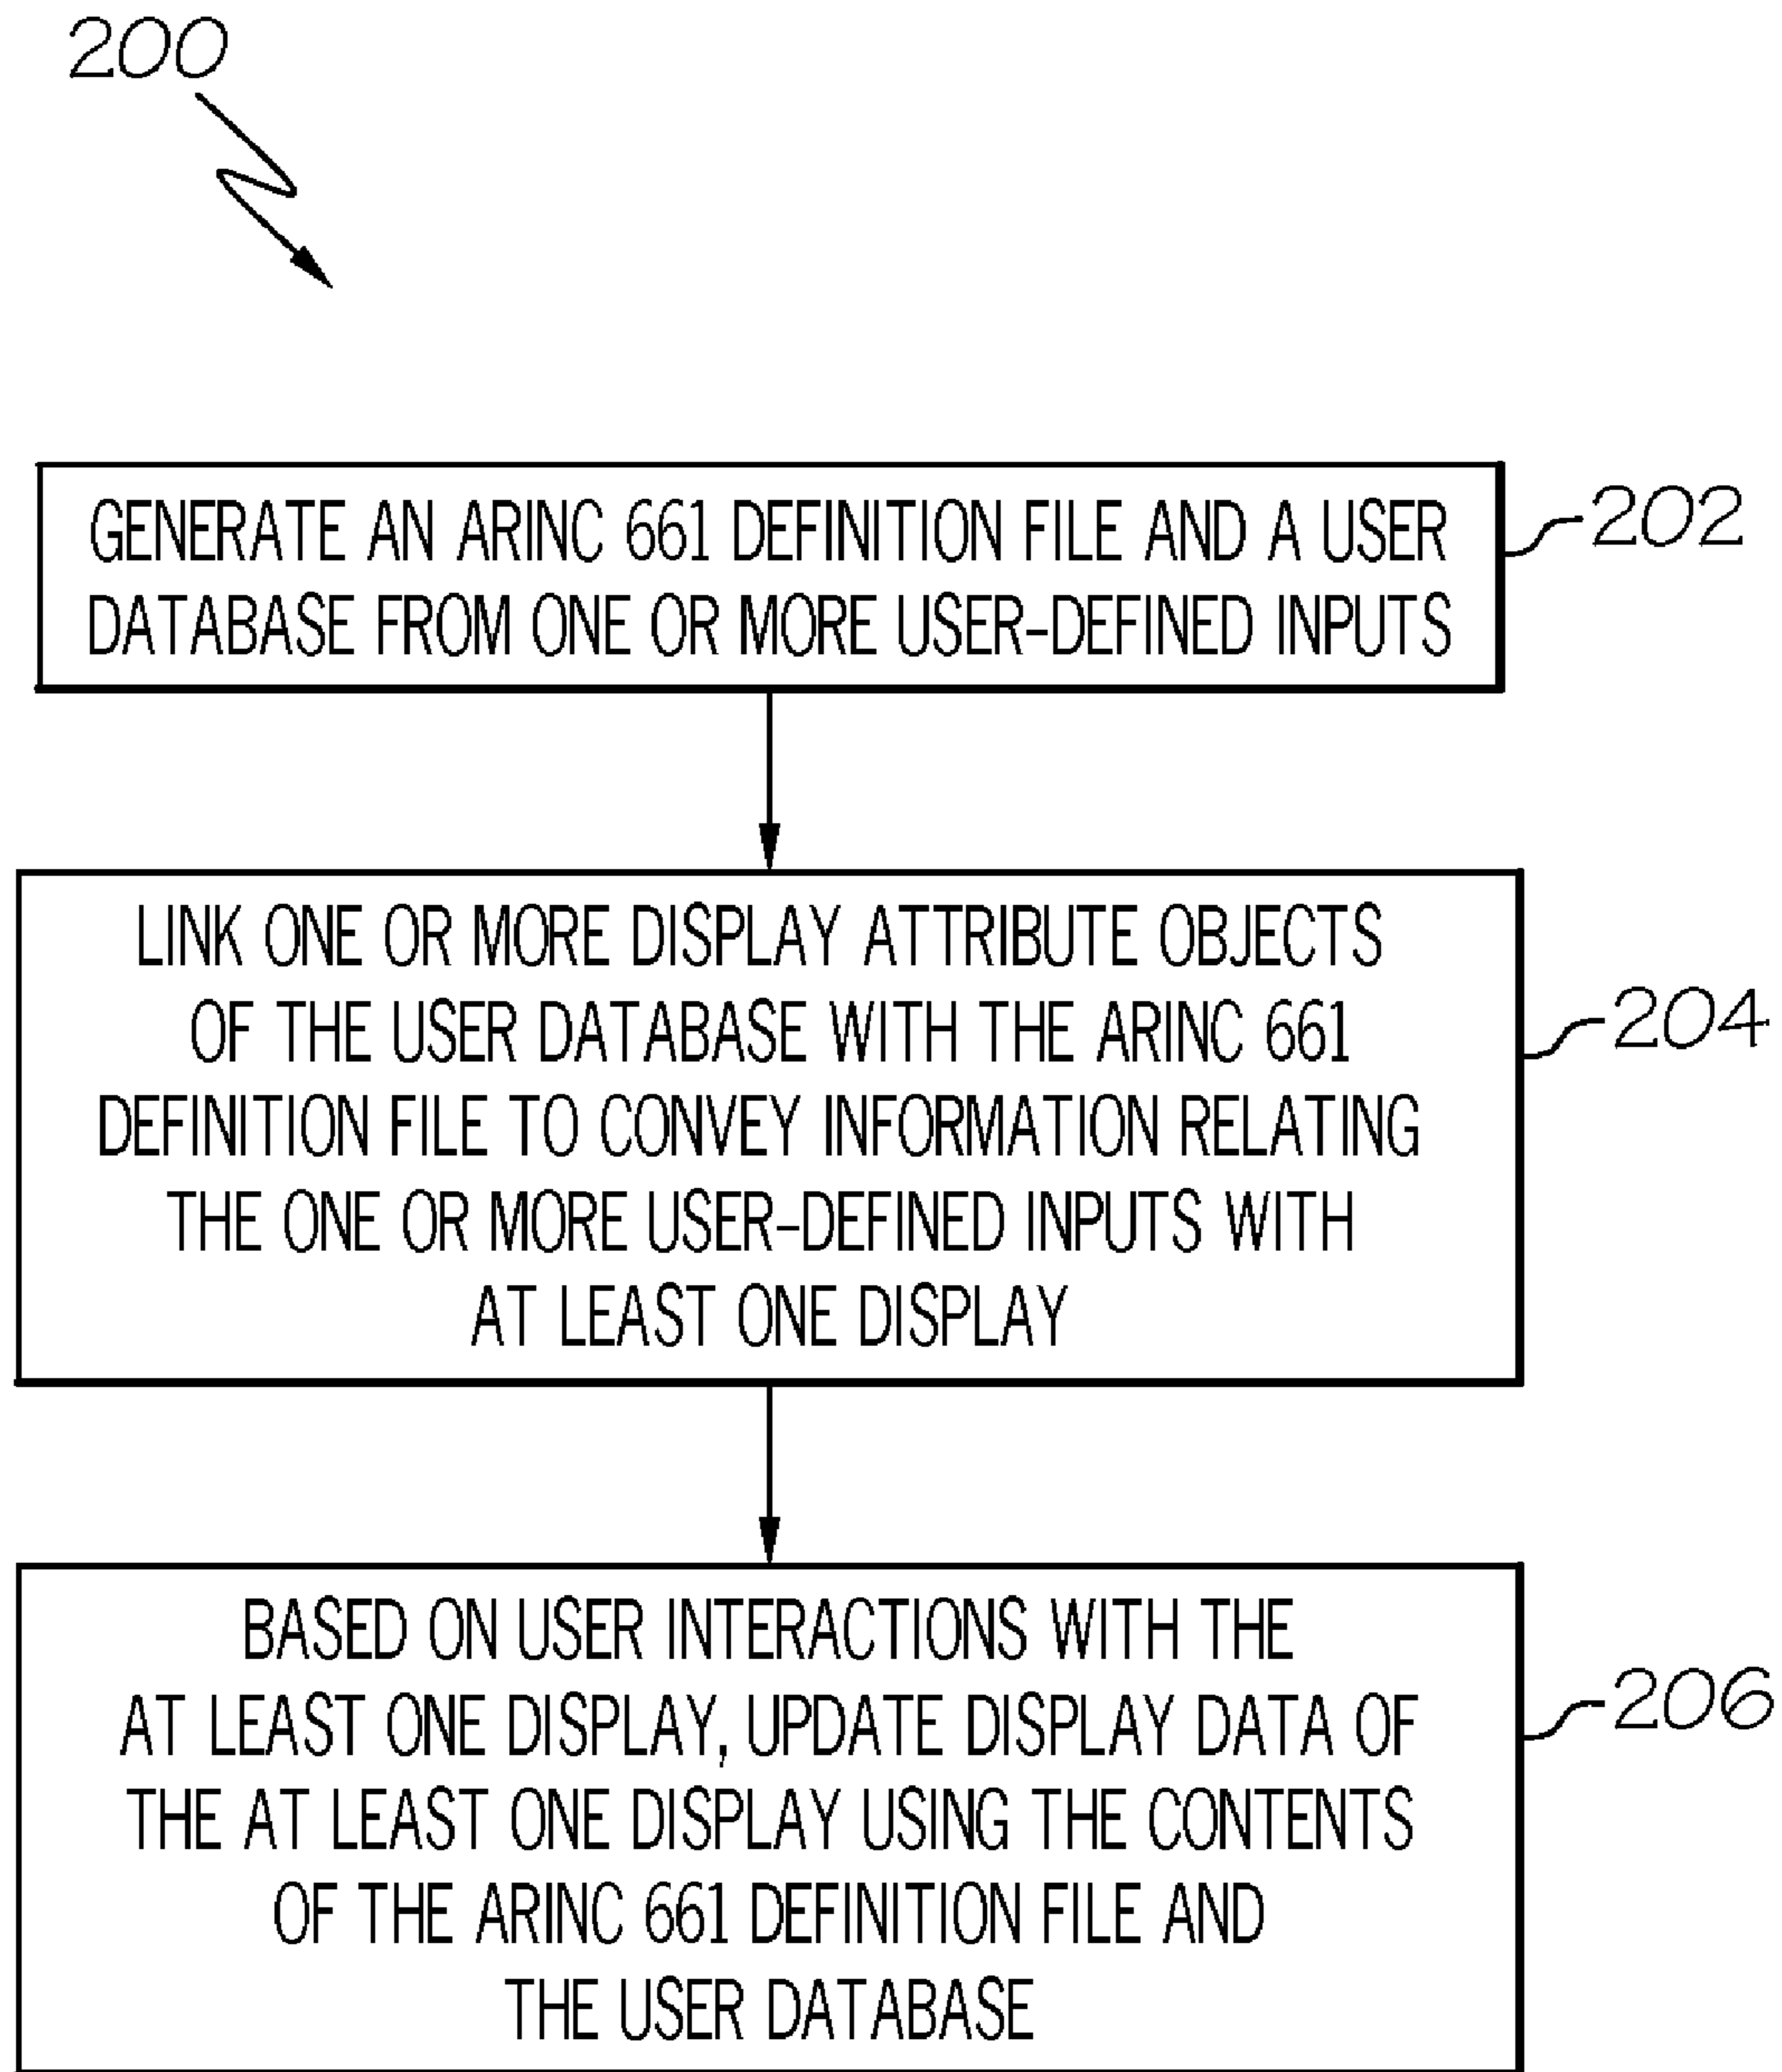 200
GENERATE AN ARINC 661 DEFINITION FILE AND A USER
DATABASE FROM ONE OR MORE USER-DEFINED INPUTS
202
LINK ONE OR MORE DISPLAY ATTRIBUTE OBJECTS
OF THE USER DATABASE WITH THE ARINC 661
DEFINITION FILE TO CONVEY INFORMATION RELATING
THE ONE OR MORE USER-DEFINED INPUTS WITH
AT LEAST ONE DISPLAY
204
BASED ON USER INTERACTIONS WITH THE
AT LEAST ONE DISPLAY, UPDATE DISPLAY DATA OF
THE AT LEAST ONE DISPLAY USING THE CONTENTS
OF THE ARINC 661 DEFINITION FILE AND
THE USER DATABASE
206